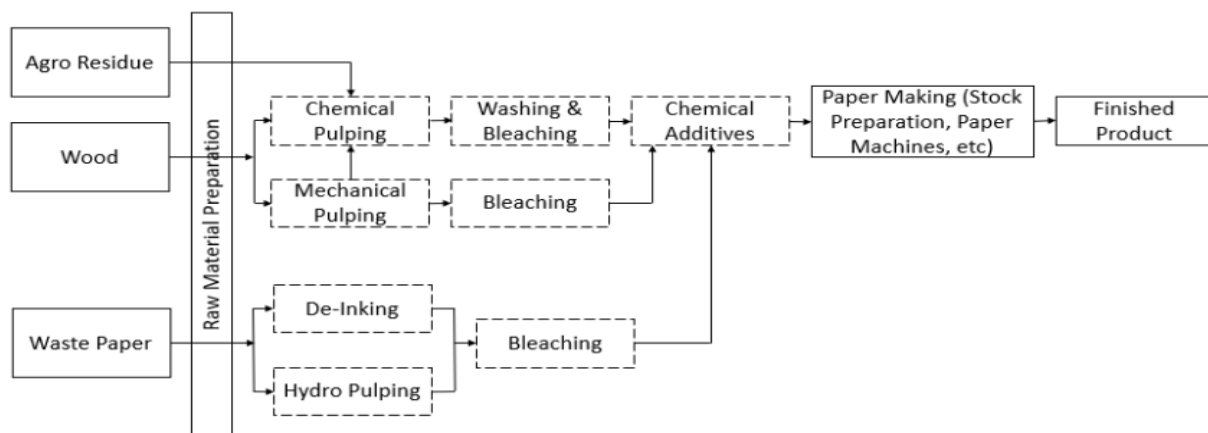 Agro Residue
Wood
Waste Paper
Raw Material Preparation
Chemical
Pulping
Washing &
Bleaching
Chemical
Additives
Paper Making (Stock
Preparation, Paper
Machines, etc)
Finished
Product
Mechanical
Pulping
Bleaching
De-Inking
Hydro Pulping
Bleaching